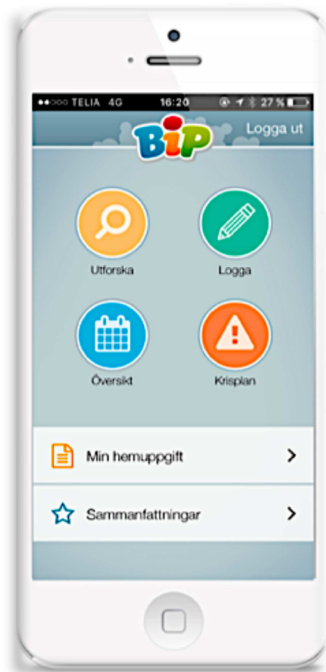 TELIA 4G 16:20 27 %
BiP Logga ut
Utforska Logga
Översikt Krisplan
Min hemuppgift
Sammanfattningar